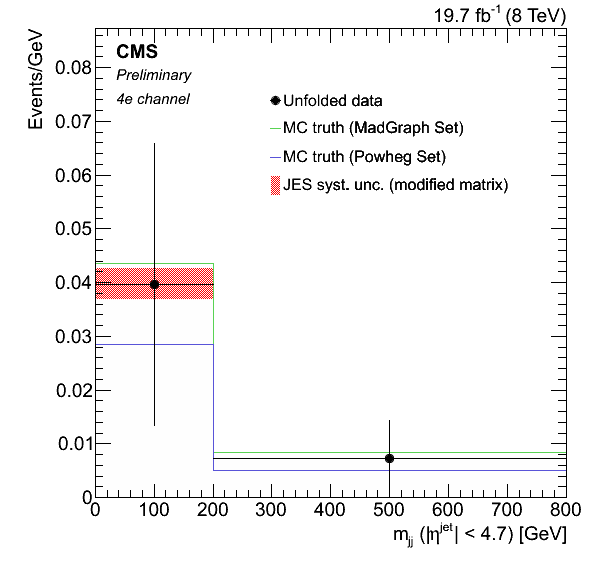 19.7 fb⁻¹ (8 TeV)
Events/GeV
CMS
Preliminary
4e channel
Unfolded data
MC truth (MadGraph Set)
MC truth (Powheg Set)
JES syst. unc. (modified matrix)
0.08
0.07
0.06
0.05
0.04
0.03
0.02
0.01
0
0 100 200 300 400 500 600 700 800
m_jj (|η^jet| < 4.7) [GeV]